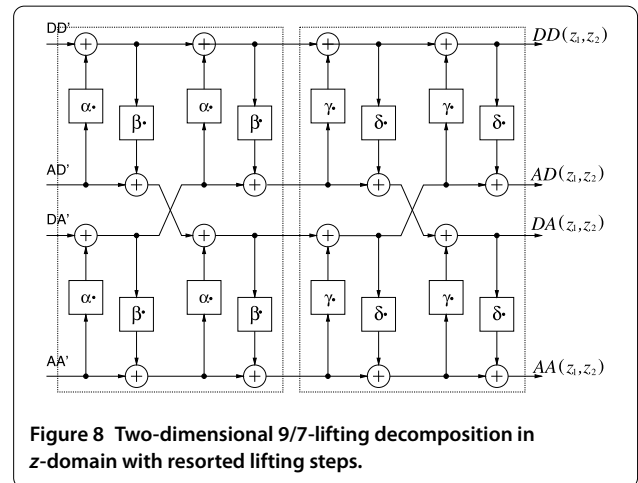 DD' DD(z₁,z₂)
α• β• α• β• γ• δ• γ• δ•
AD' AD(z₁,z₂)
DA' DA(z₁,z₂)
α• β• α• β• γ• δ• γ• δ•
AA' AA(z₁,z₂)
Figure 8 Two-dimensional 9/7-lifting decomposition in
z-domain with resorted lifting steps.